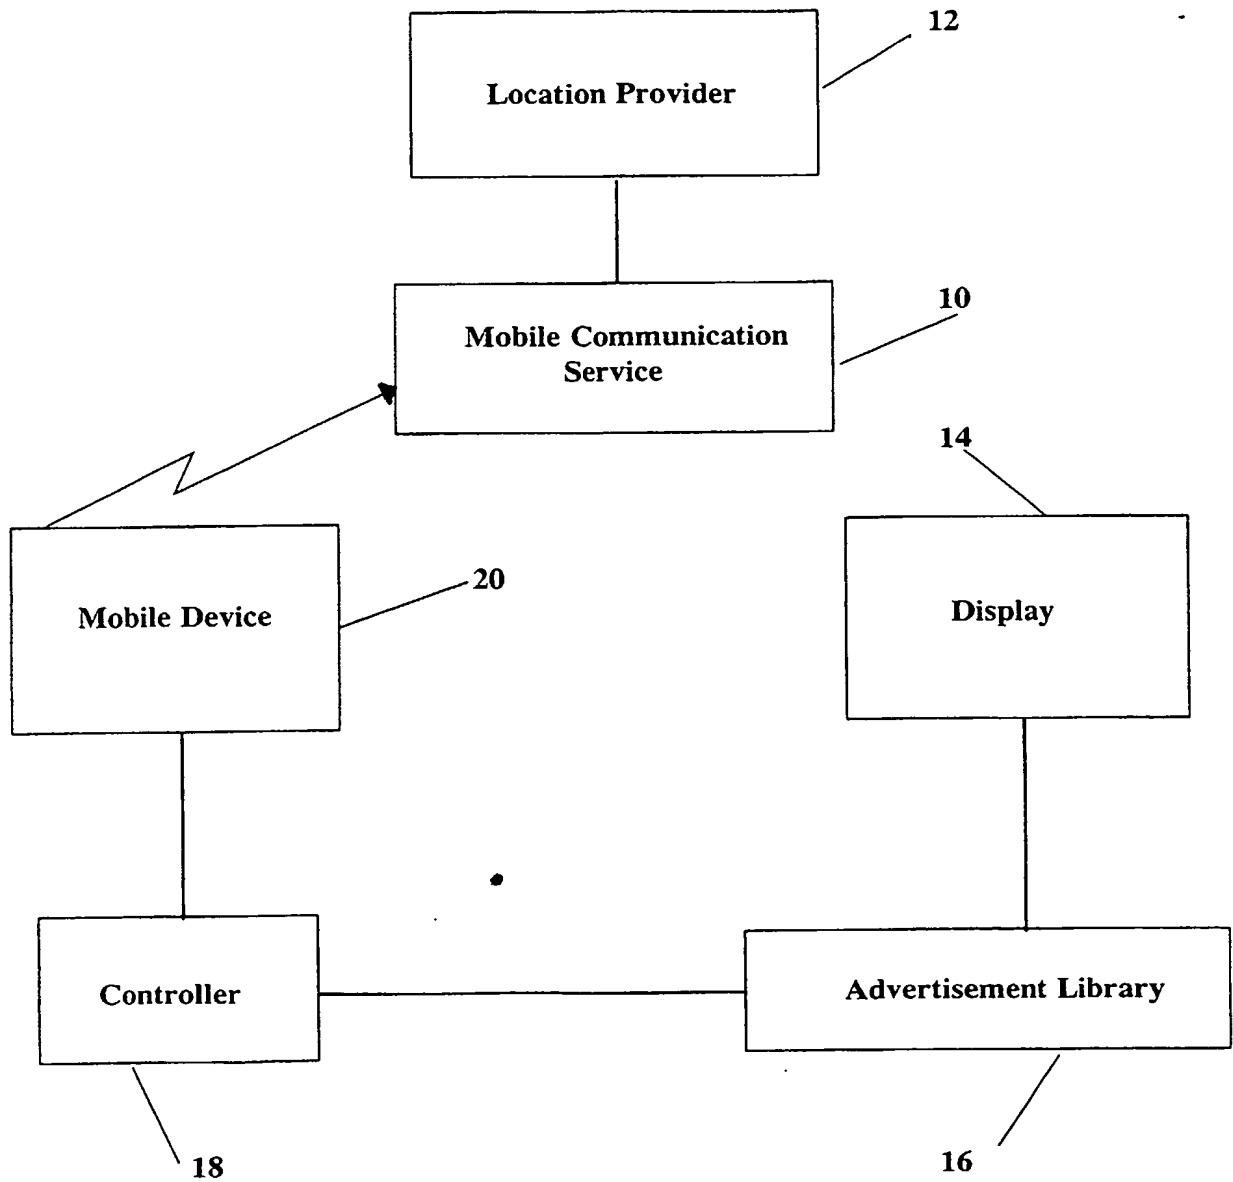 12
Location Provider
10
Mobile Communication
Service
14
20
Mobile Device
Display
Controller
Advertisement Library
18
16